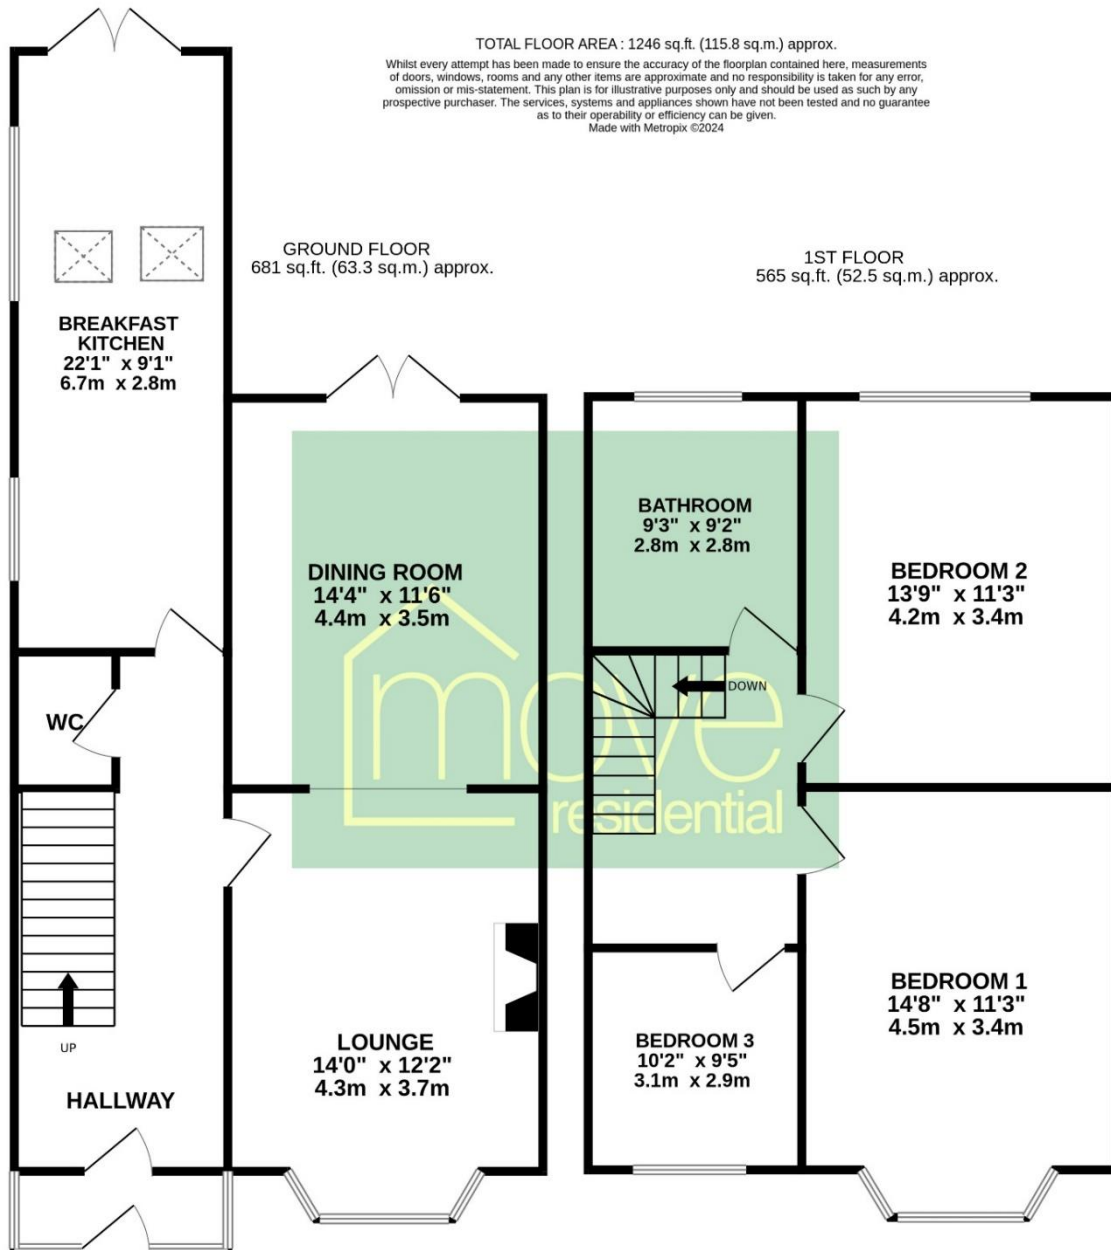 TOTAL FLOOR AREA : 1246 sq.ft. (115.8 sq.m.) approx.
Whilst every attempt has been made to ensure the accuracy of the floorplan contained here, measurements
of doors, windows, rooms and any other items are approximate and no responsibility is taken for any error,
omission or mis-statement. This plan is for illustrative purposes only and should be used as such by any
prospective purchaser. The services, systems and appliances shown have not been tested and no guarantee
as to their operability or efficiency can be given.
Made with Metropix ©2024
GROUND FLOOR
681 sq.ft. (63.3 sq.m.) approx.
1ST FLOOR
565 sq.ft. (52.5 sq.m.) approx.
BREAKFAST
KITCHEN
22'1" x 9'1"
6.7m x 2.8m
DINING ROOM
14'4" x 11'6"
4.4m x 3.5m
BATHROOM
9'3" x 9'2"
2.8m x 2.8m
BEDROOM 2
13'9" x 11'3"
4.2m x 3.4m
WC
DOWN
move
residential
UP
HALLWAY
LOUNGE
14'0" x 12'2"
4.3m x 3.7m
BEDROOM 3
10'2" x 9'5"
3.1m x 2.9m
BEDROOM 1
14'8" x 11'3"
4.5m x 3.4m